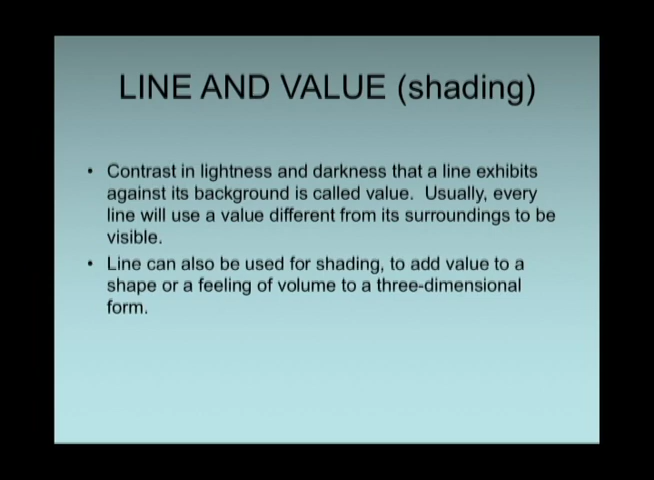 LINE AND VALUE (shading)
• Contrast in lightness and darkness that a line exhibits
against its background is called value.  Usually, every
line will use a value different from its surroundings to be
visible.
• Line can also be used for shading, to add value to a
shape or a feeling of volume to a three-dimensional
form.